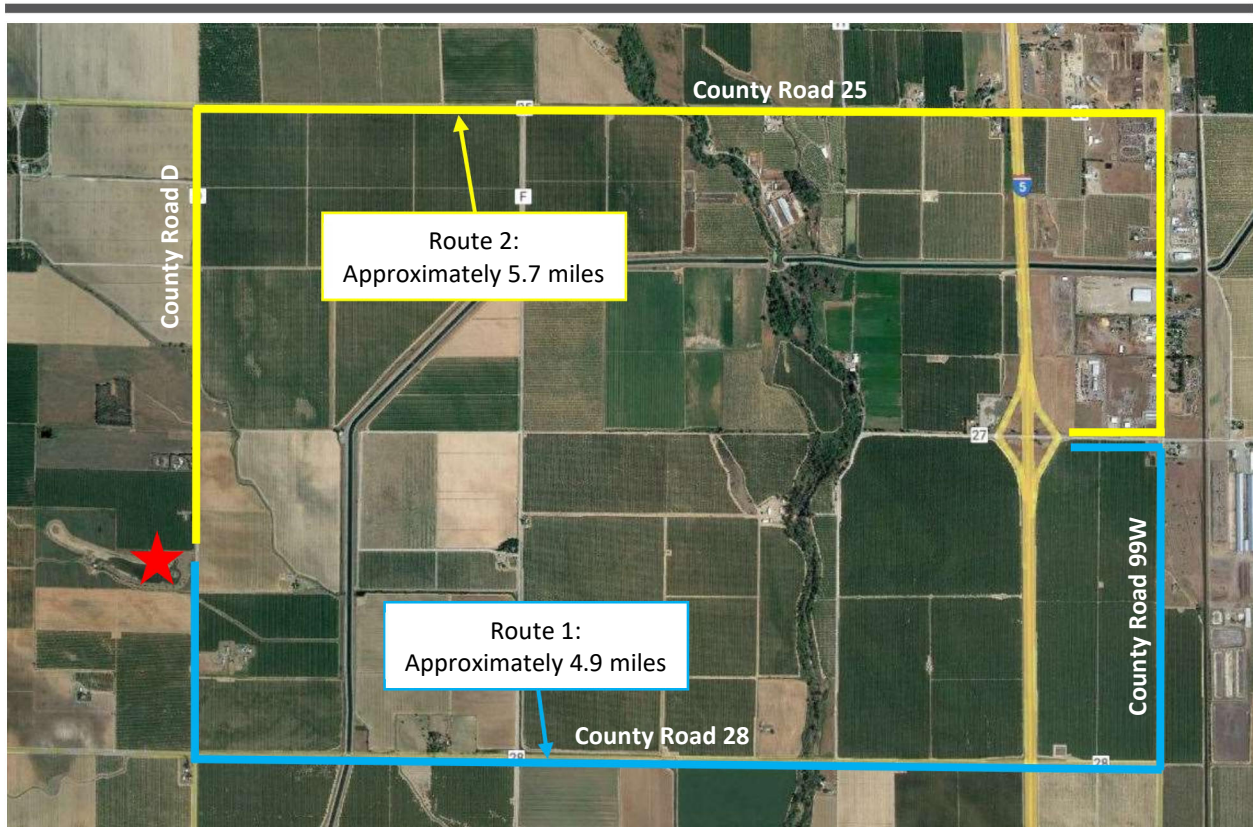 County Road 25
County Road D
5
F
Route 2:
Approximately 5.7 miles
27
County Road 99W
Route 1:
Approximately 4.9 miles
County Road 28
28
28